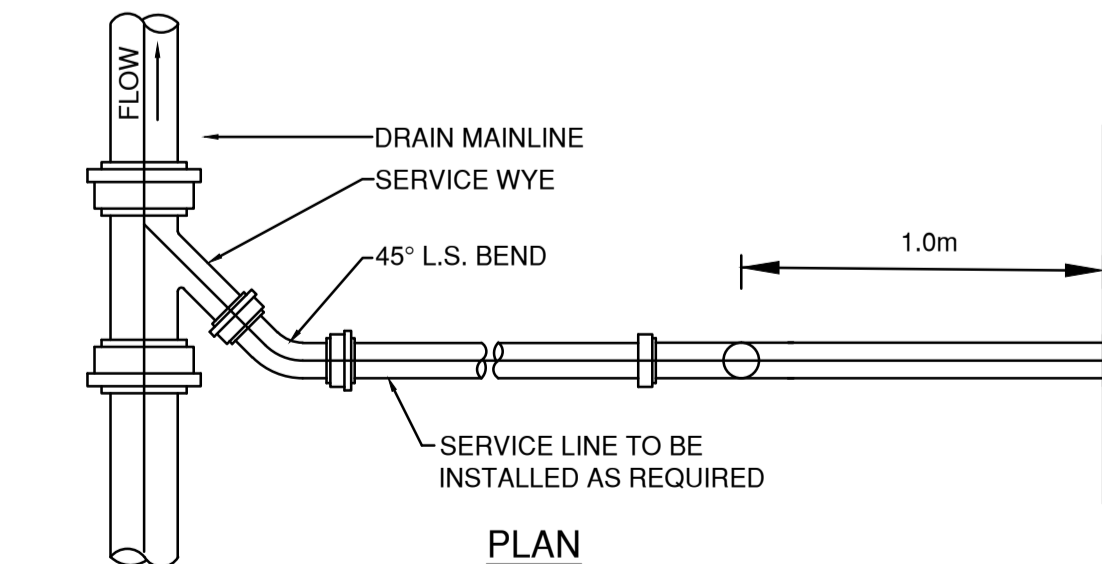 FLOW
DRAIN MAINLINE
SERVICE WYE
45° L.S. BEND
1.0m
SERVICE LINE TO BE
INSTALLED AS REQUIRED
PLAN